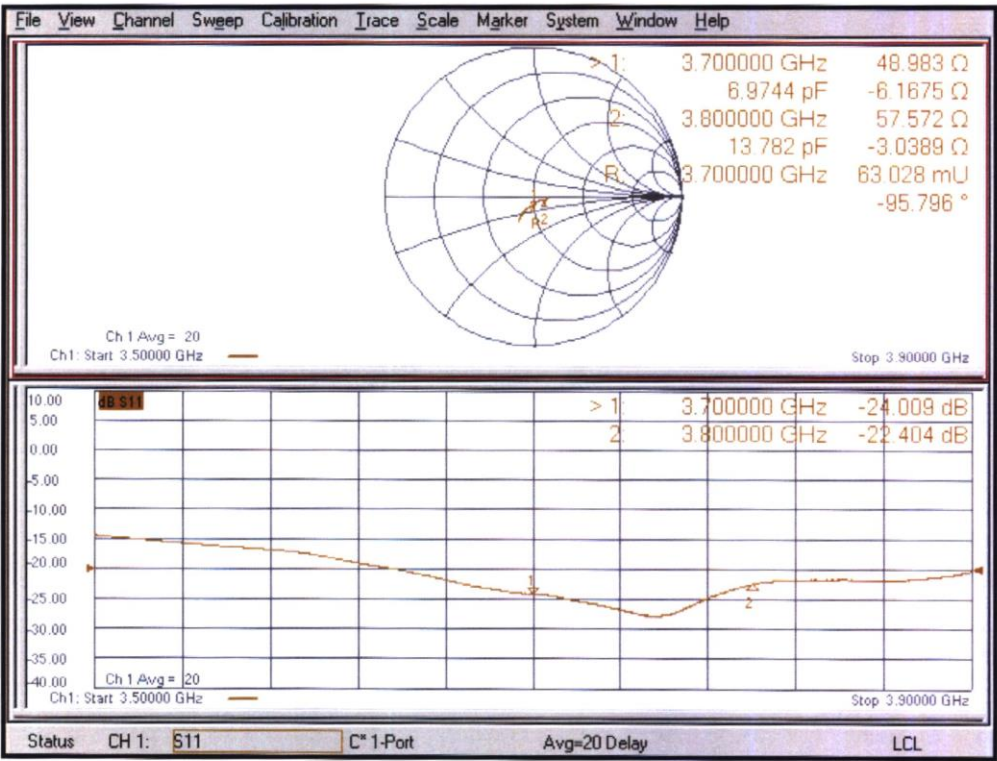 File View Channel Sweep Calibration Trace Scale Marker System Window Help
> 1: 3.700000 GHz 48.983 Ω
6.9744 pF -6.1675 Ω
2: 3.800000 GHz 57.572 Ω
13.782 pF -3.0389 Ω
R: 3.700000 GHz 63.028 mU
-95.796 °
R 2
Ch 1 Avg = 20
Ch1: Start 3.50000 GHz Stop 3.90000 GHz
10.00 dB S11
> 1: 3.700000 GHz -24.009 dB
5.00
2: 3.800000 GHz -22.404 dB
0.00
-5.00
-10.00
-15.00
-20.00
1
-25.00
2
-30.00
-35.00
-40.00 Ch 1 Avg = 20
Ch1: Start 3.50000 GHz Stop 3.90000 GHz
Status CH 1: S11 C* 1-Port Avg=20 Delay LCL